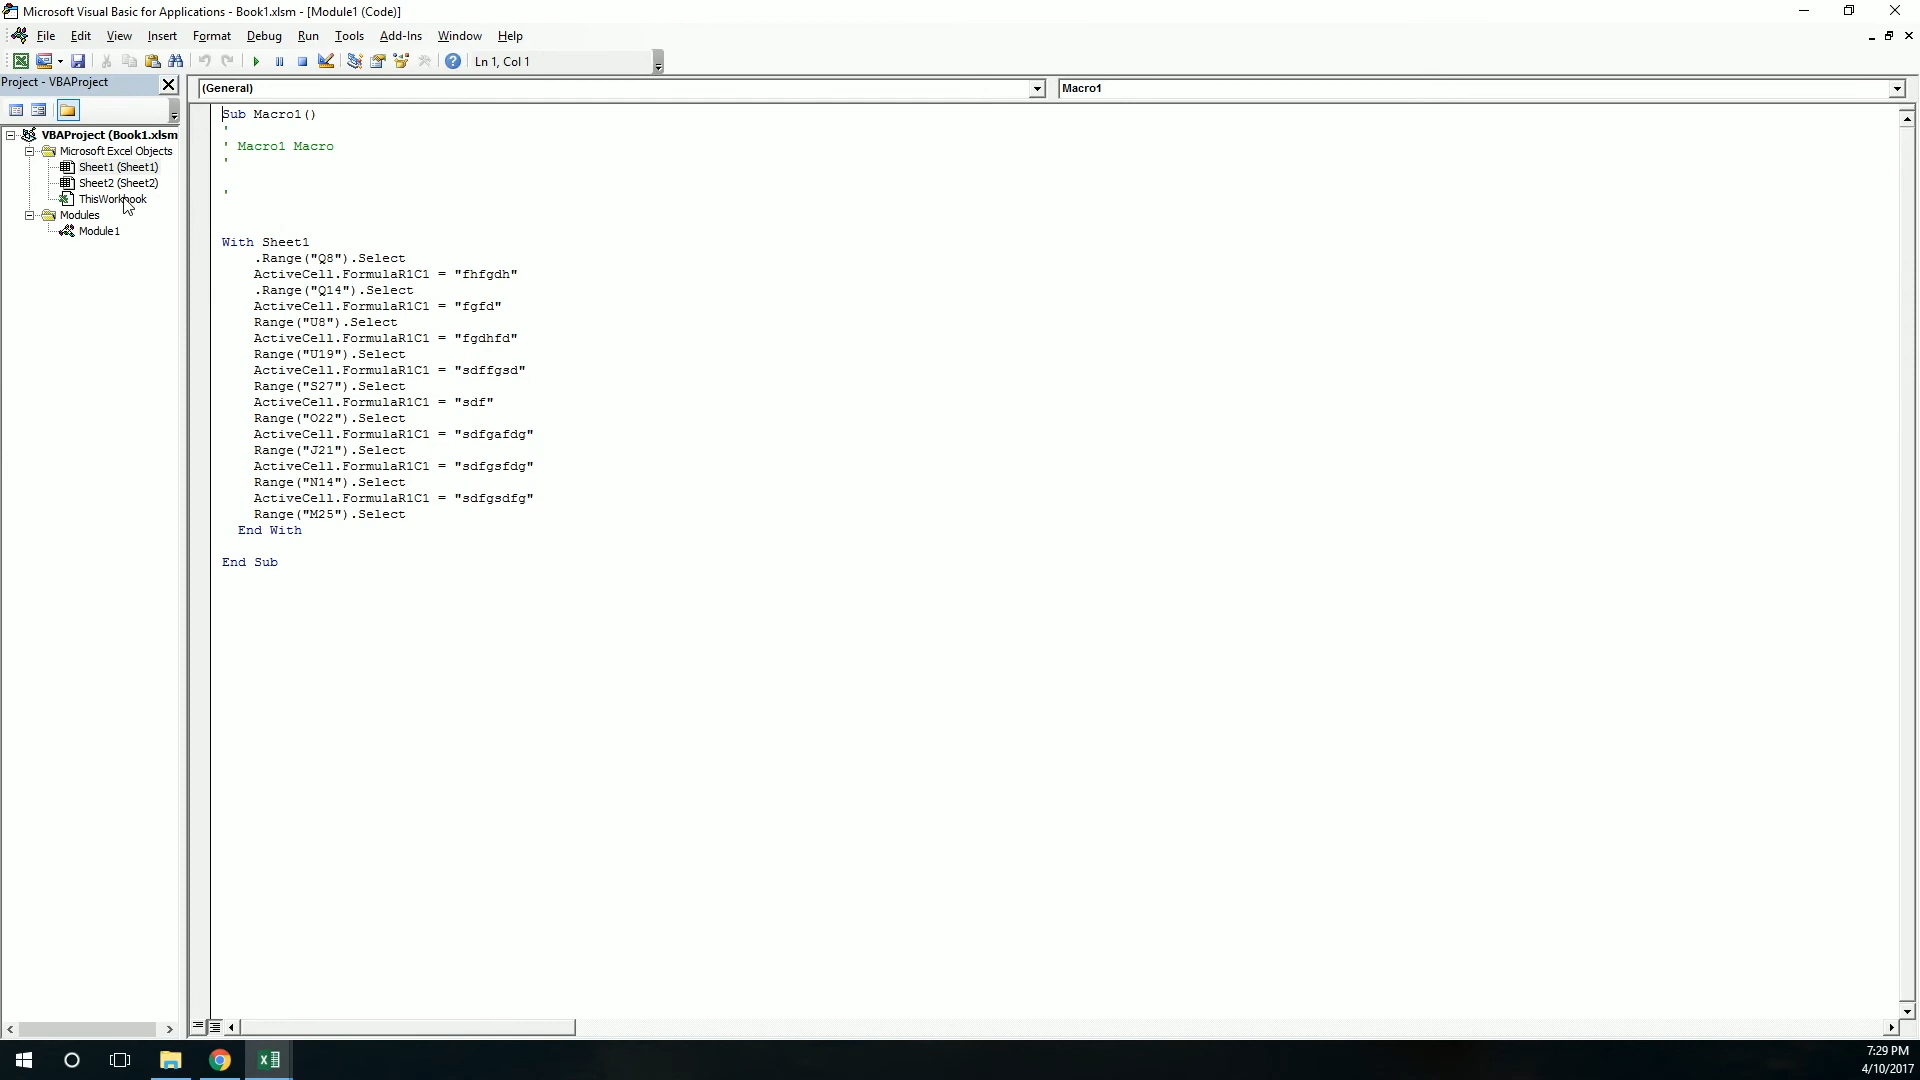 Microsoft Visual Basic for Applications - Book1.xlsm - [Module1 (Code)]
File Edit View Insert Format Debug Run Tools Add-Ins Window Help
Ln 1, Col 1
Project - VBAProject
(General) Macro1
VBAProject (Book1.xlsm
Microsoft Excel Objects
Sheet1 (Sheet1)
Sheet2 (Sheet2)
ThisWorkbook
Modules
Module1
Sub Macro1()
'
' Macro1 Macro
'
'
With Sheet1
.Range("Q8").Select
ActiveCell.FormulaR1C1 = "fhfgdh"
.Range("Q14").Select
ActiveCell.FormulaR1C1 = "fgfd"
Range("U8").Select
ActiveCell.FormulaR1C1 = "fgdhfd"
Range("U19").Select
ActiveCell.FormulaR1C1 = "sdffgsd"
Range("S27").Select
ActiveCell.FormulaR1C1 = "sdf"
Range("O22").Select
ActiveCell.FormulaR1C1 = "sdfgafdg"
Range("J21").Select
ActiveCell.FormulaR1C1 = "sdfgsfdg"
Range("N14").Select
ActiveCell.FormulaR1C1 = "sdfgsdfg"
Range("M25").Select
End With
End Sub
7:29 PM
4/10/2017